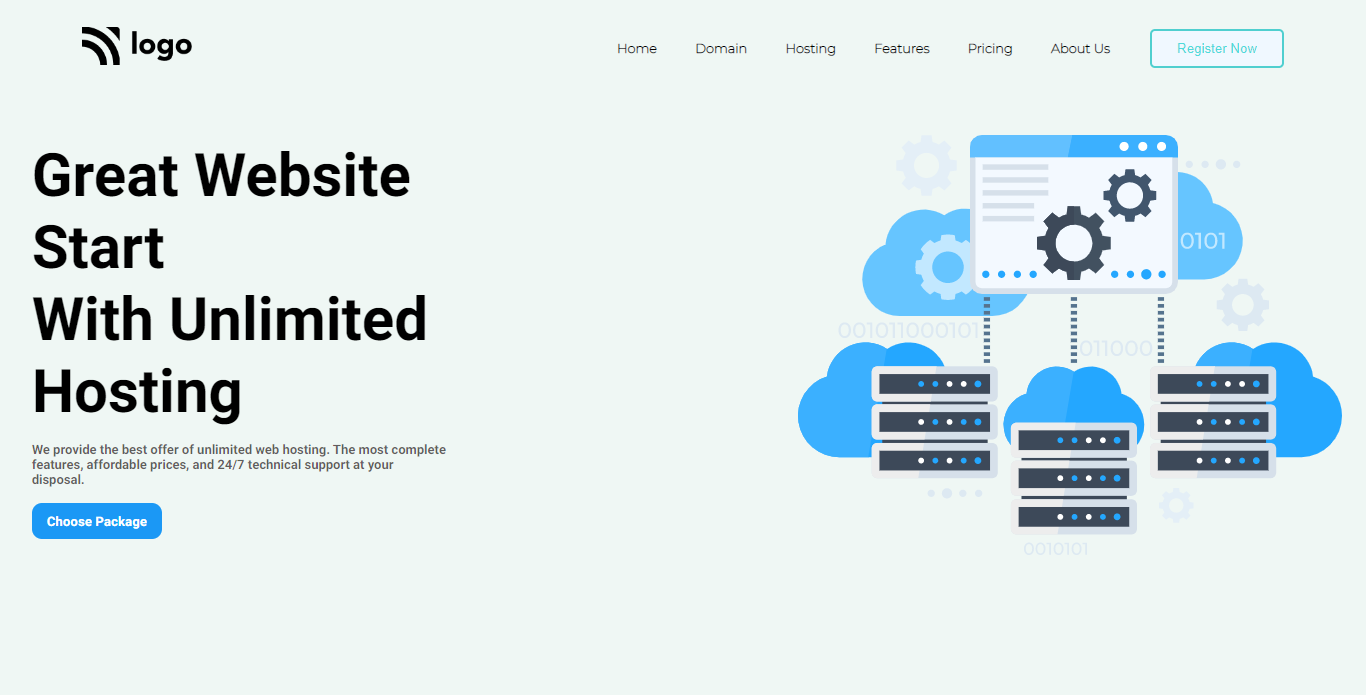 logo
Home Domain Hosting Features Pricing About Us Register Now
Great Website
Start
With Unlimited
Hosting
We provide the best offer of unlimited web hosting. The most complete
features, affordable prices, and 24/7 technical support at your
disposal.
Choose Package
0101
001011000101
011000
0010101